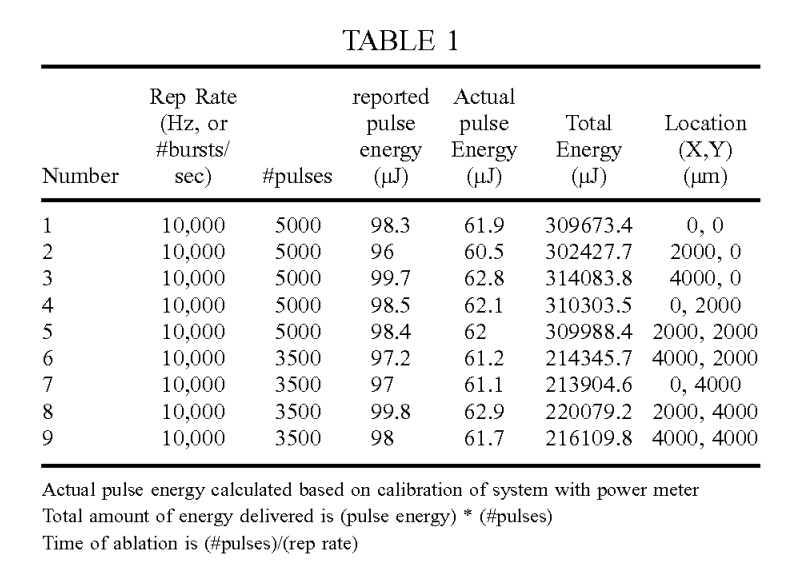 TABLE 1
Rep Rate reported Actual
(Hz, or pulse pulse Total Location
#bursts/ energy Energy Energy (X,Y)
Number sec) #pulses (μJ) (μJ) (μJ) (μm)
1 10,000 5000 98.3 61.9 309673.4 0, 0
2 10,000 5000 96 60.5 302427.7 2000, 0
3 10,000 5000 99.7 62.8 314083.8 4000, 0
4 10,000 5000 98.5 62.1 310303.5 0, 2000
5 10,000 5000 98.4 62 309988.4 2000, 2000
6 10,000 3500 97.2 61.2 214345.7 4000, 2000
7 10,000 3500 97 61.1 213904.6 0, 4000
8 10,000 3500 99.8 62.9 220079.2 2000, 4000
9 10,000 3500 98 61.7 216109.8 4000, 4000
Actual pulse energy calculated based on calibration of system with power meter
Total amount of energy delivered is (pulse energy) * (#pulses)
Time of ablation is (#pulses)/(rep rate)